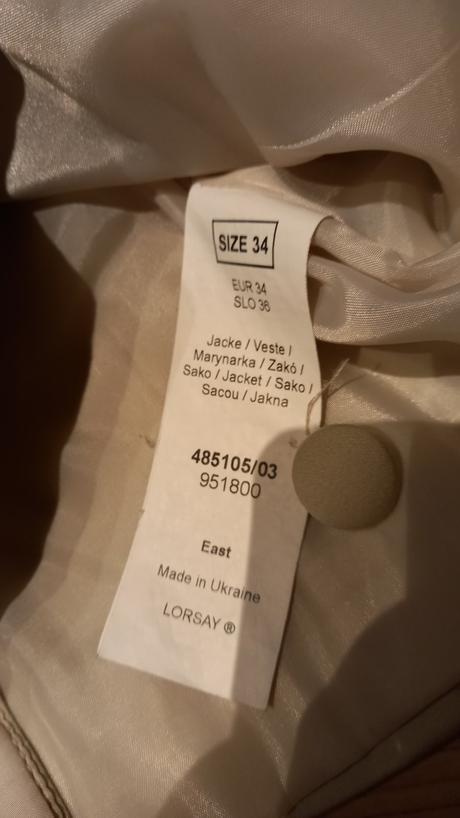 SIZE 34
EUR 34
SLO 36
Jacke / Veste /
Marynarka / Zakó /
Sako / Jacket / Sako /
Sacou / Jakna
485105/03
951800
East
Made in Ukraine
LORSAY ®